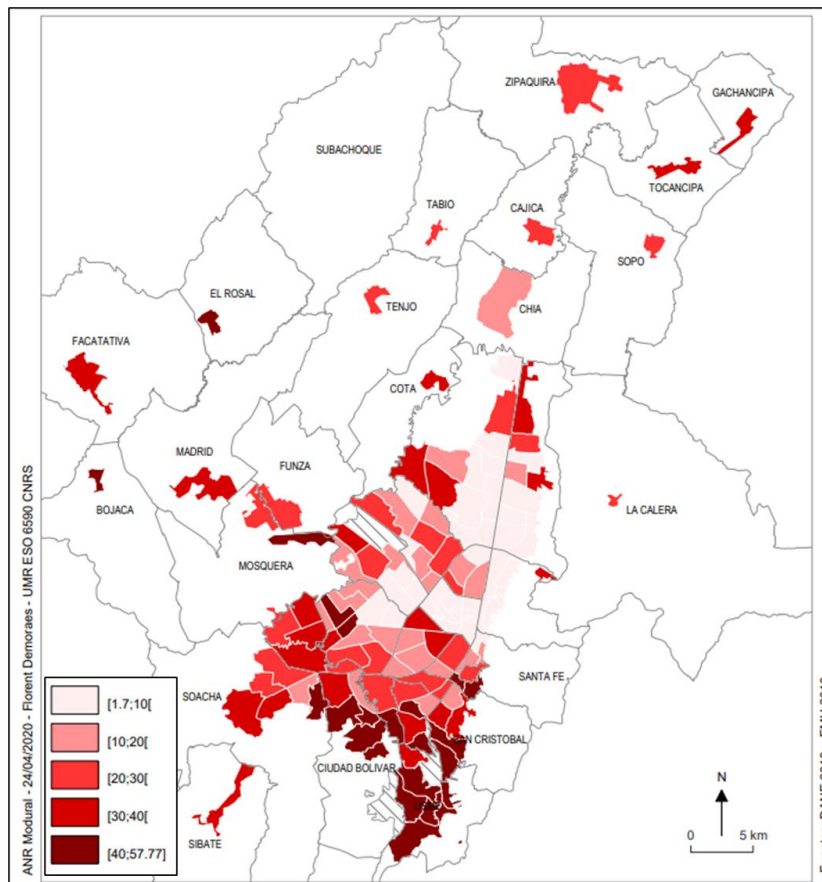 ZIPAQUIRA
GACHANCIPA
SUBACHOQUE
TOCANCIPA
TABIO
CAJICA
SOPO
EL ROSAL
TENJO
CHIA
FACATATIVA
COTA
MADRID
FUNZA
BOJACA
LA CALERA
MOSQUERA
SANTA FE
SOACHA
SAN CRISTOBAL
CIUDAD BOLIVAR
SIBATE
[1.7;10[
[10;20[
[20;30[
[30;40[
[40;57.77]
N
0 5 km
ANR Modural - 24/04/2020 - Florent Demoraes - UMR ESO 6590 CNRS